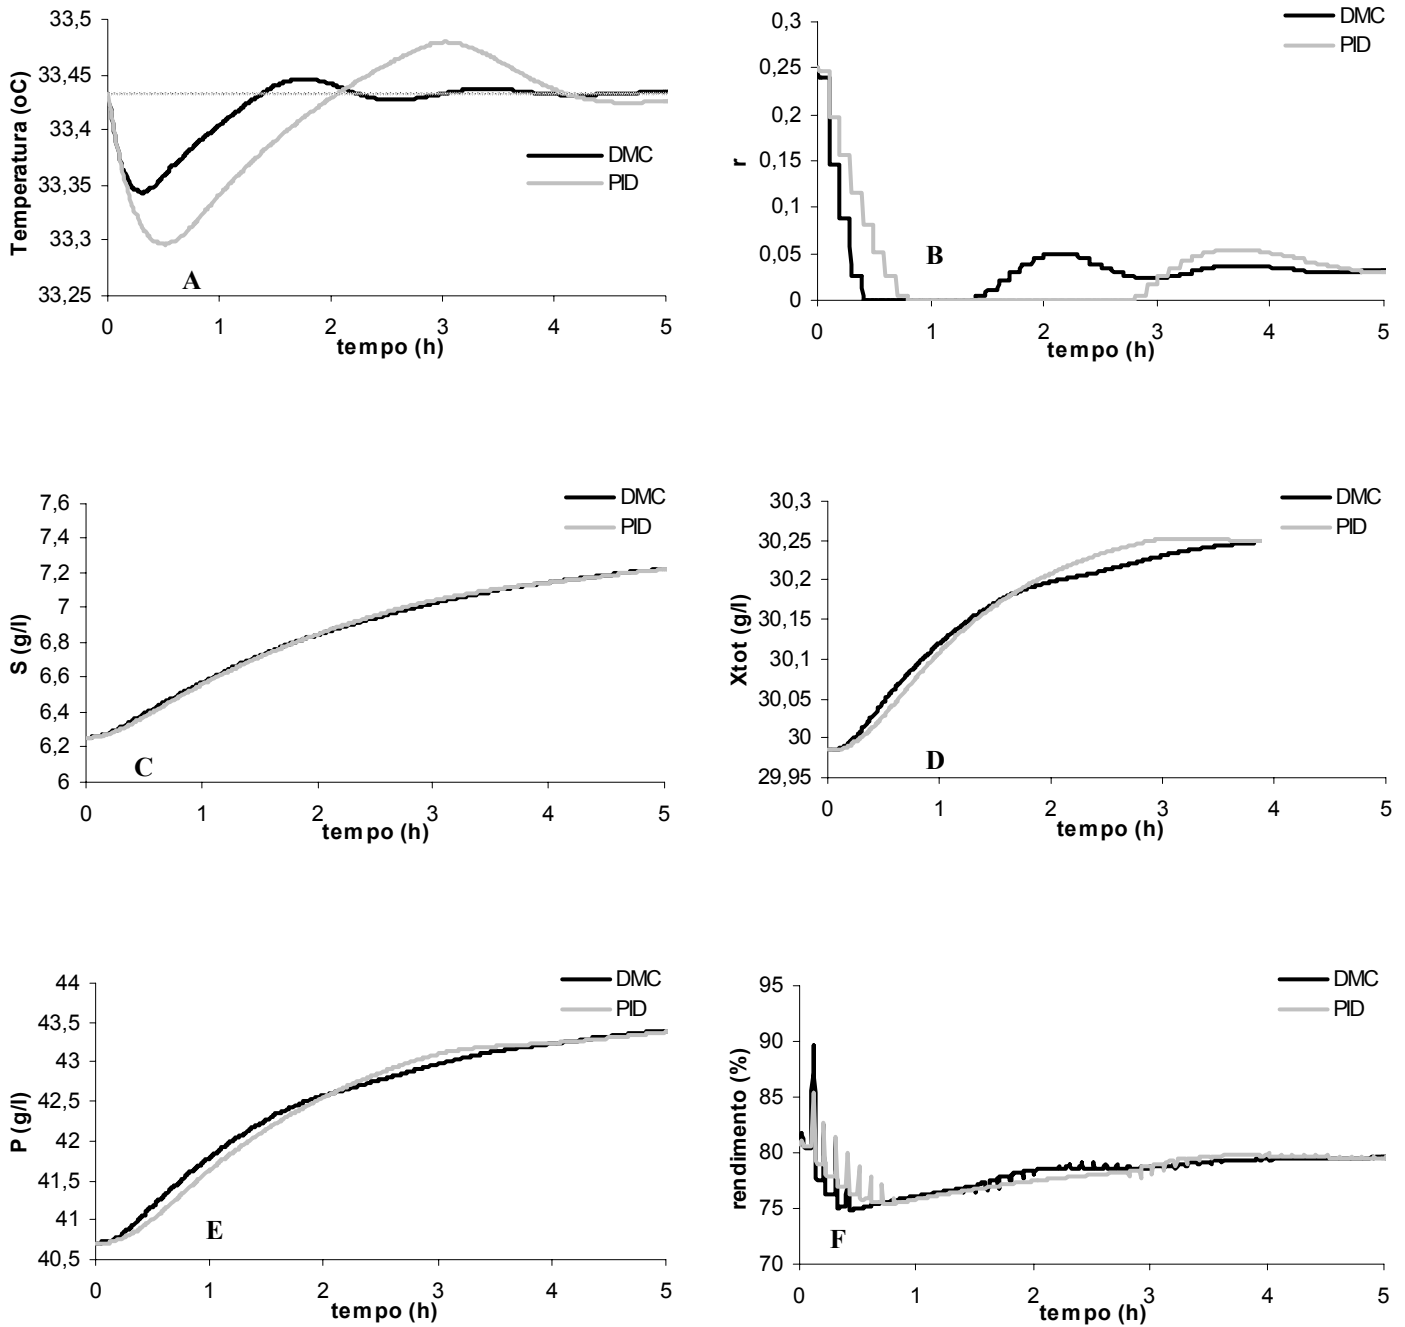 33,5
33,45
33,4
33,35
33,3
33,25
Temperatura (oC)
DMC
PID
A
0 1 2 3 4 5
tempo (h)
DMC
PID
0,3
0,25
0,2
0,15
0,1
0,05
0
r
B
0 1 2 3 4 5
tempo (h)
DMC
PID
7,6
7,4
7,2
7
6,8
6,6
6,4
6,2
6
S (g/l)
C
0 1 2 3 4 5
tempo (h)
DMC
PID
30,3
30,25
30,2
30,15
30,1
30,05
30
29,95
Xtot (g/l)
D
0 1 2 3 4 5
tempo (h)
DMC
PID
44
43,5
43
42,5
42
41,5
41
40,5
P (g/l)
E
0 1 2 3 4 5
tempo (h)
DMC
PID
95
90
85
80
75
70
rendimento (%)
F
0 1 2 3 4 5
tempo (h)